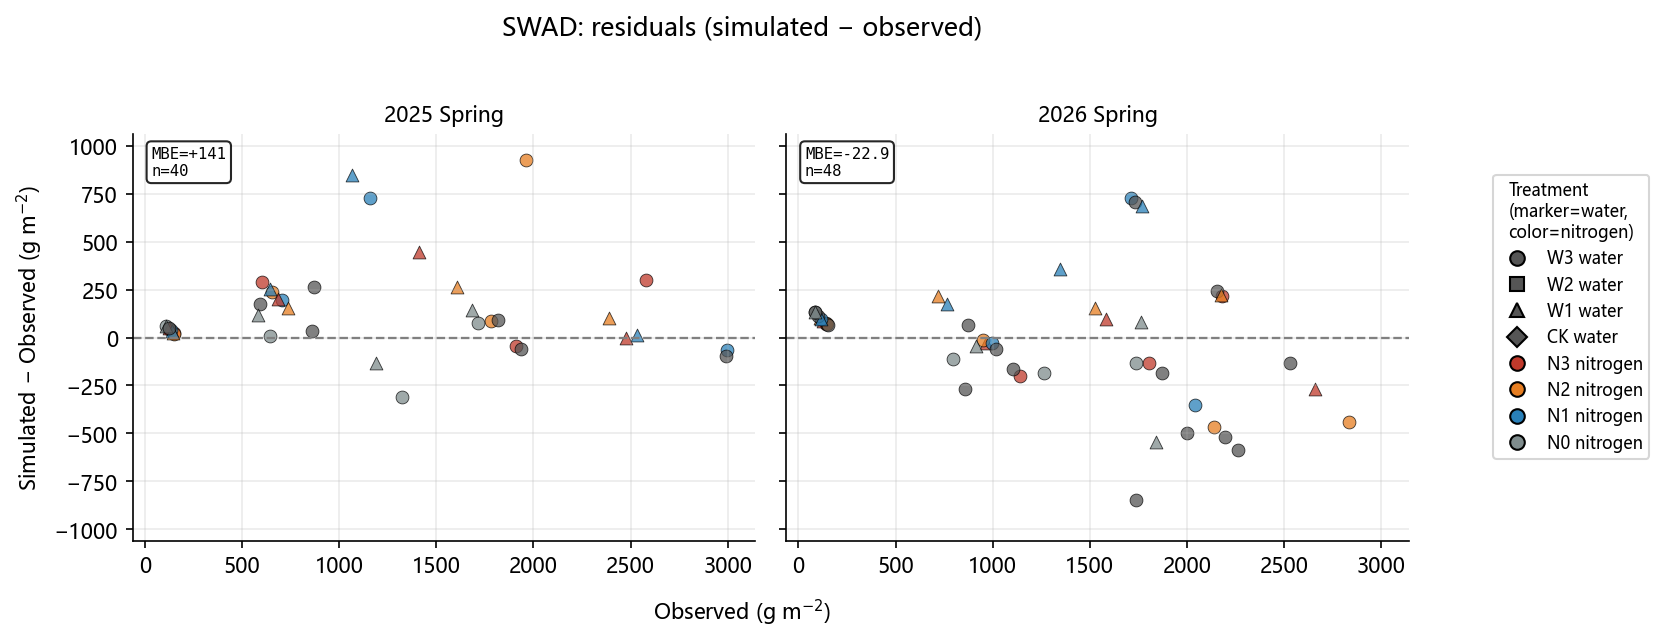 SWAD: residuals (simulated − observed)
2025 Spring
2026 Spring
Simulated − Observed (g m⁻²)
1000
750
500
250
0
−250
−500
−750
−1000
MBE=+141
n=40
MBE=-22.9
n=48
0 500 1000 1500 2000 2500 3000
0 500 1000 1500 2000 2500 3000
Observed (g m⁻²)
Treatment
(marker=water,
color=nitrogen)
W3 water
W2 water
W1 water
CK water
N3 nitrogen
N2 nitrogen
N1 nitrogen
N0 nitrogen